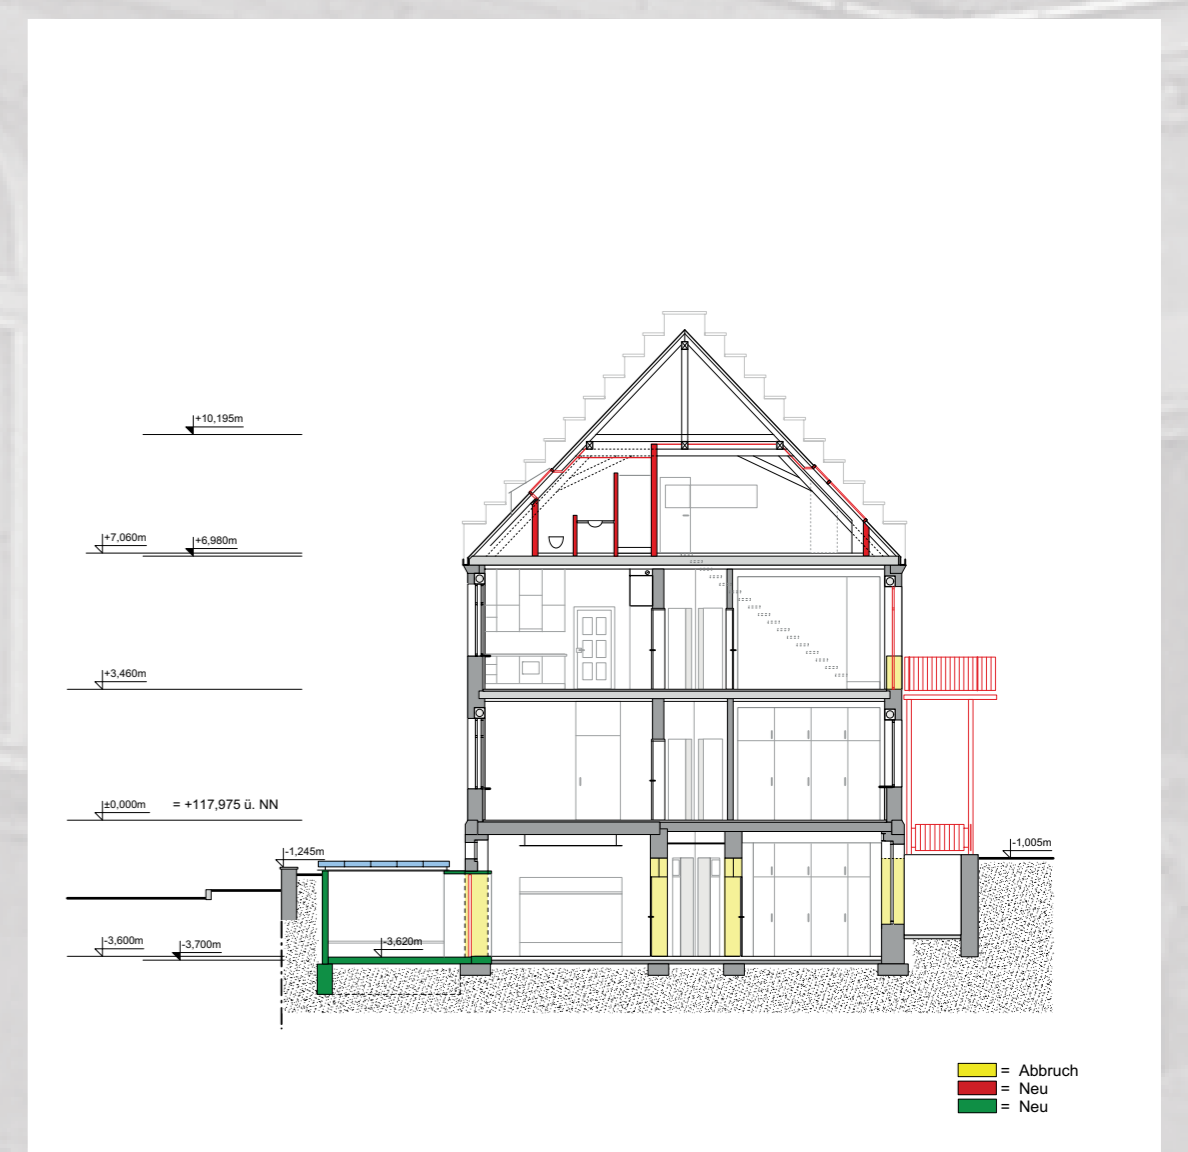 +10,195m
+7,060m
+6,980m
+3,460m
±0,000m = +117,975 ü. NN
-1,245m
-1,005m
-3,600m
-3,700m
-3,620m
= Abbruch
= Neu
= Neu